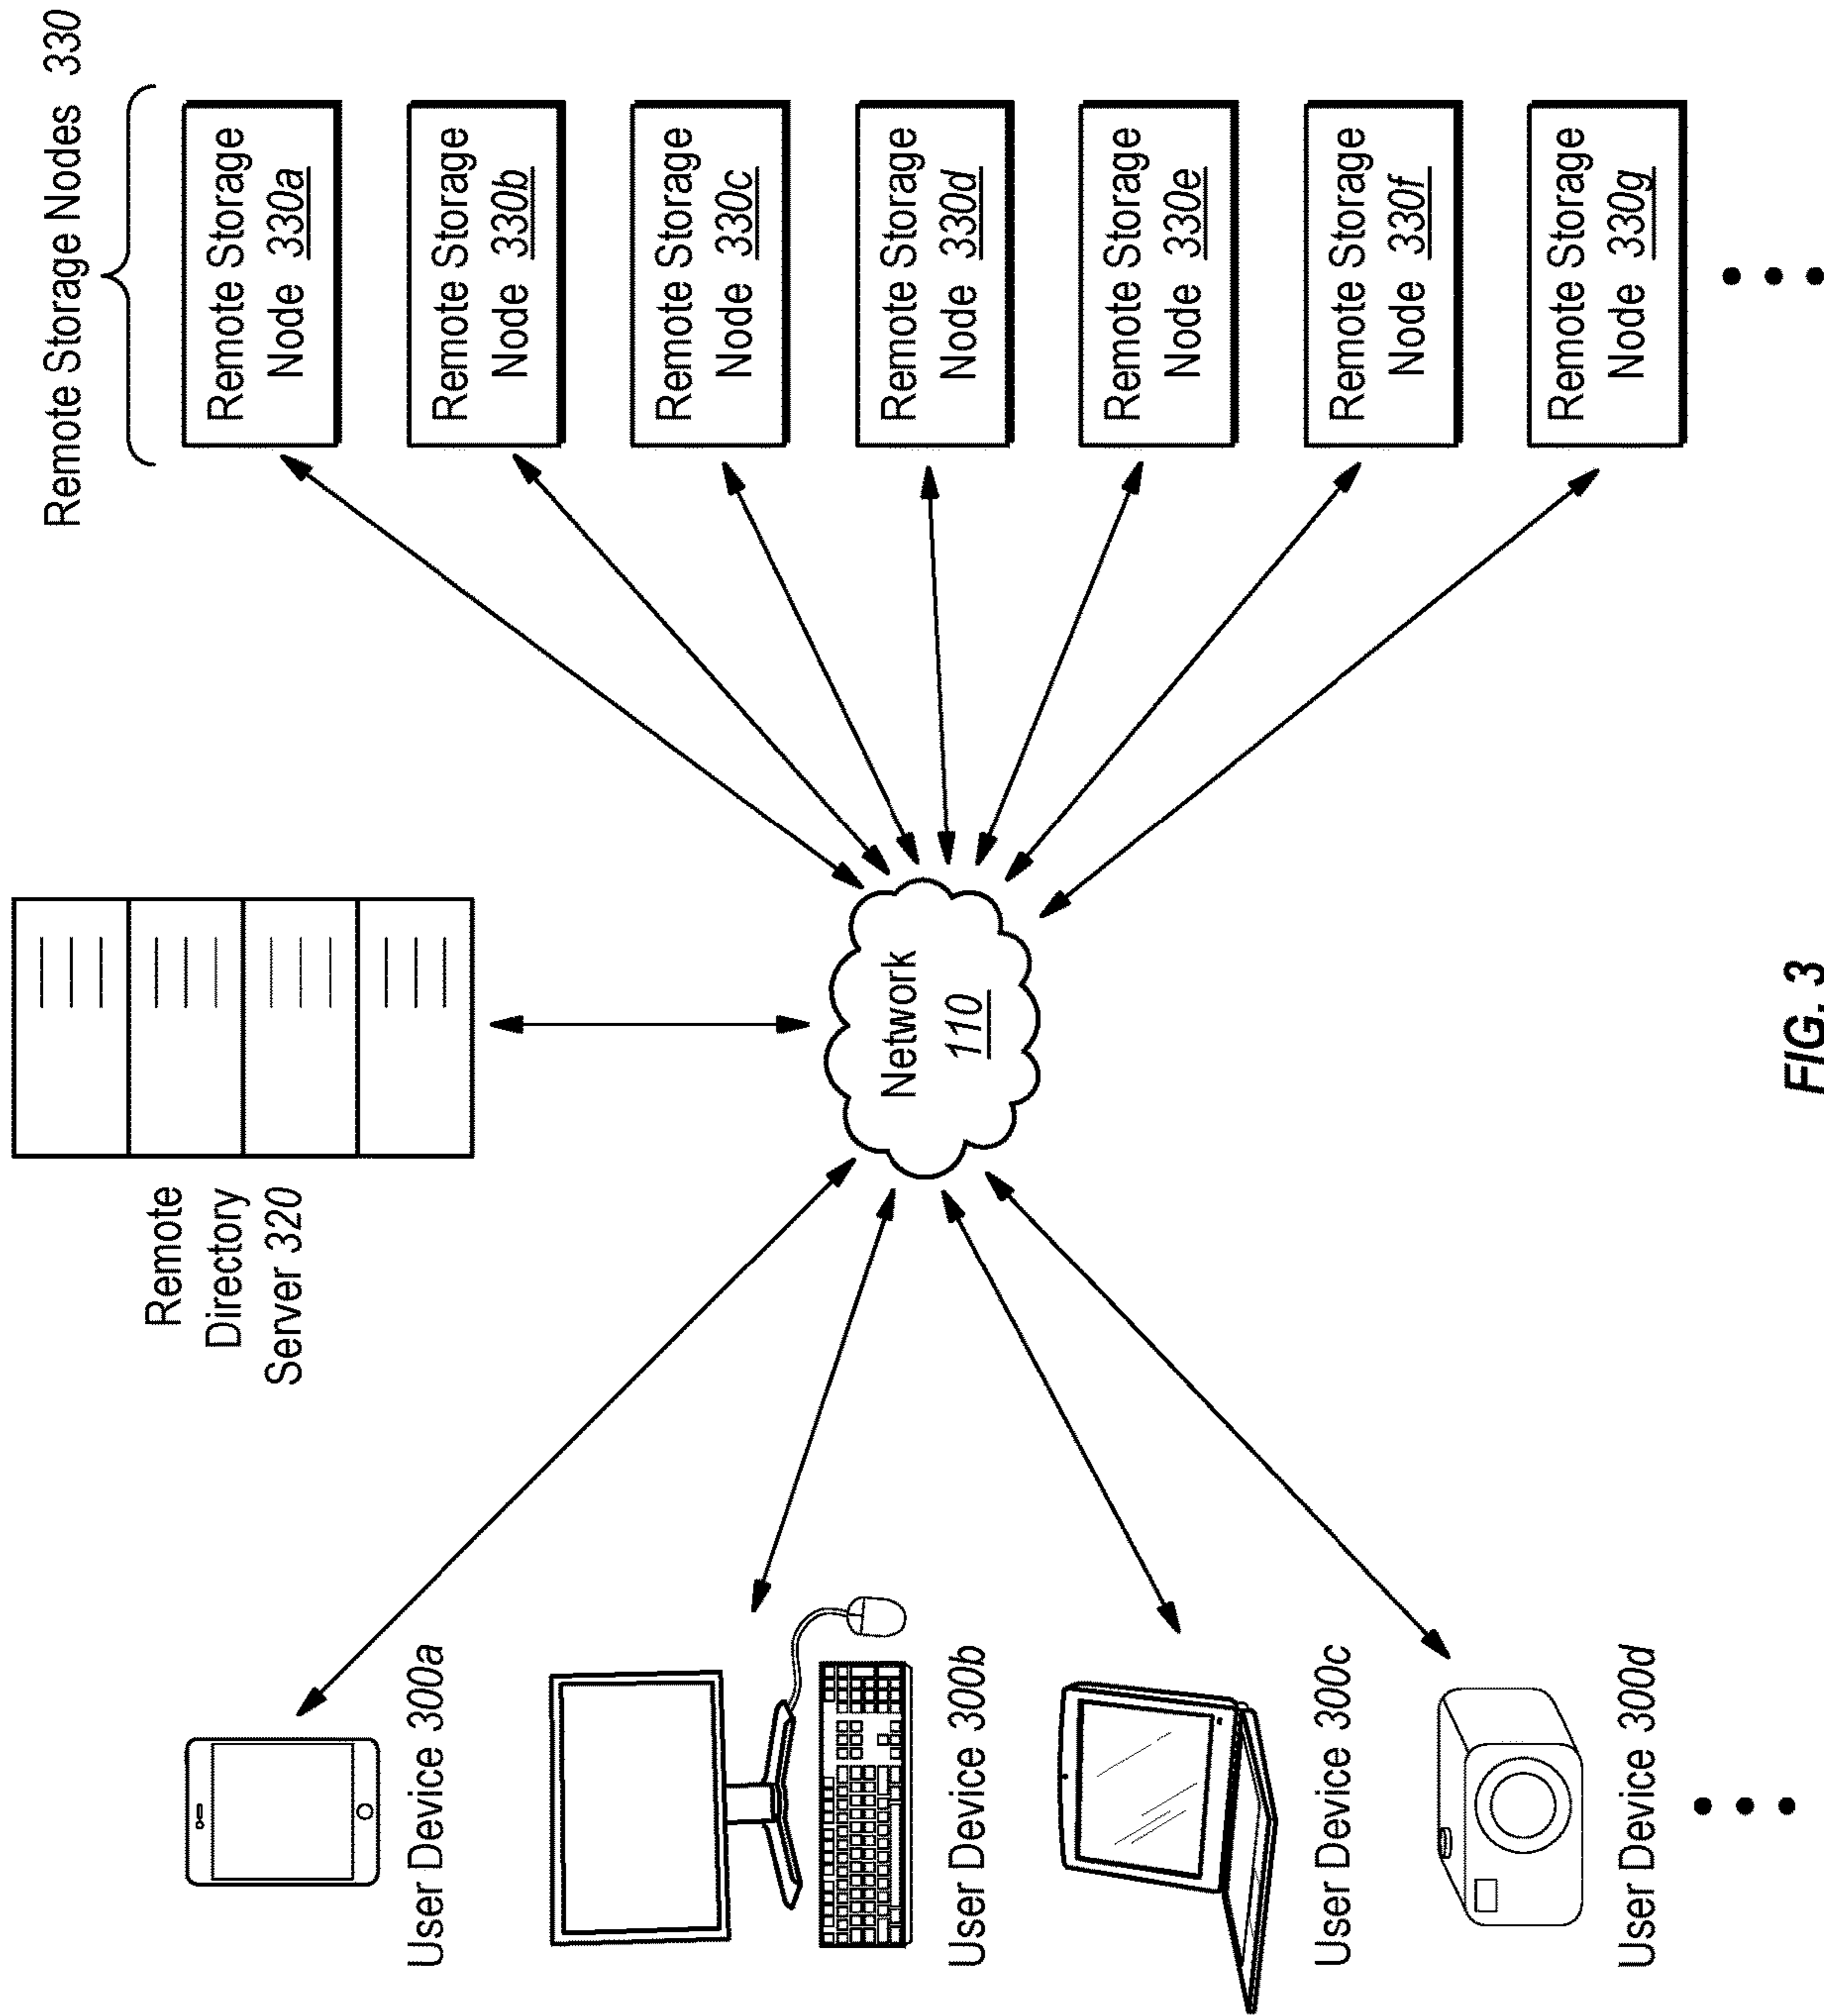 Remote
Directory
Server 320
Remote Storage Nodes 330
User Device 300a
User Device 300b
User Device 300c
User Device 300d
Network
110
Remote Storage
Node 330a
Remote Storage
Node 330b
Remote Storage
Node 330c
Remote Storage
Node 330d
Remote Storage
Node 330e
Remote Storage
Node 330f
Remote Storage
Node 330g
FIG. 3